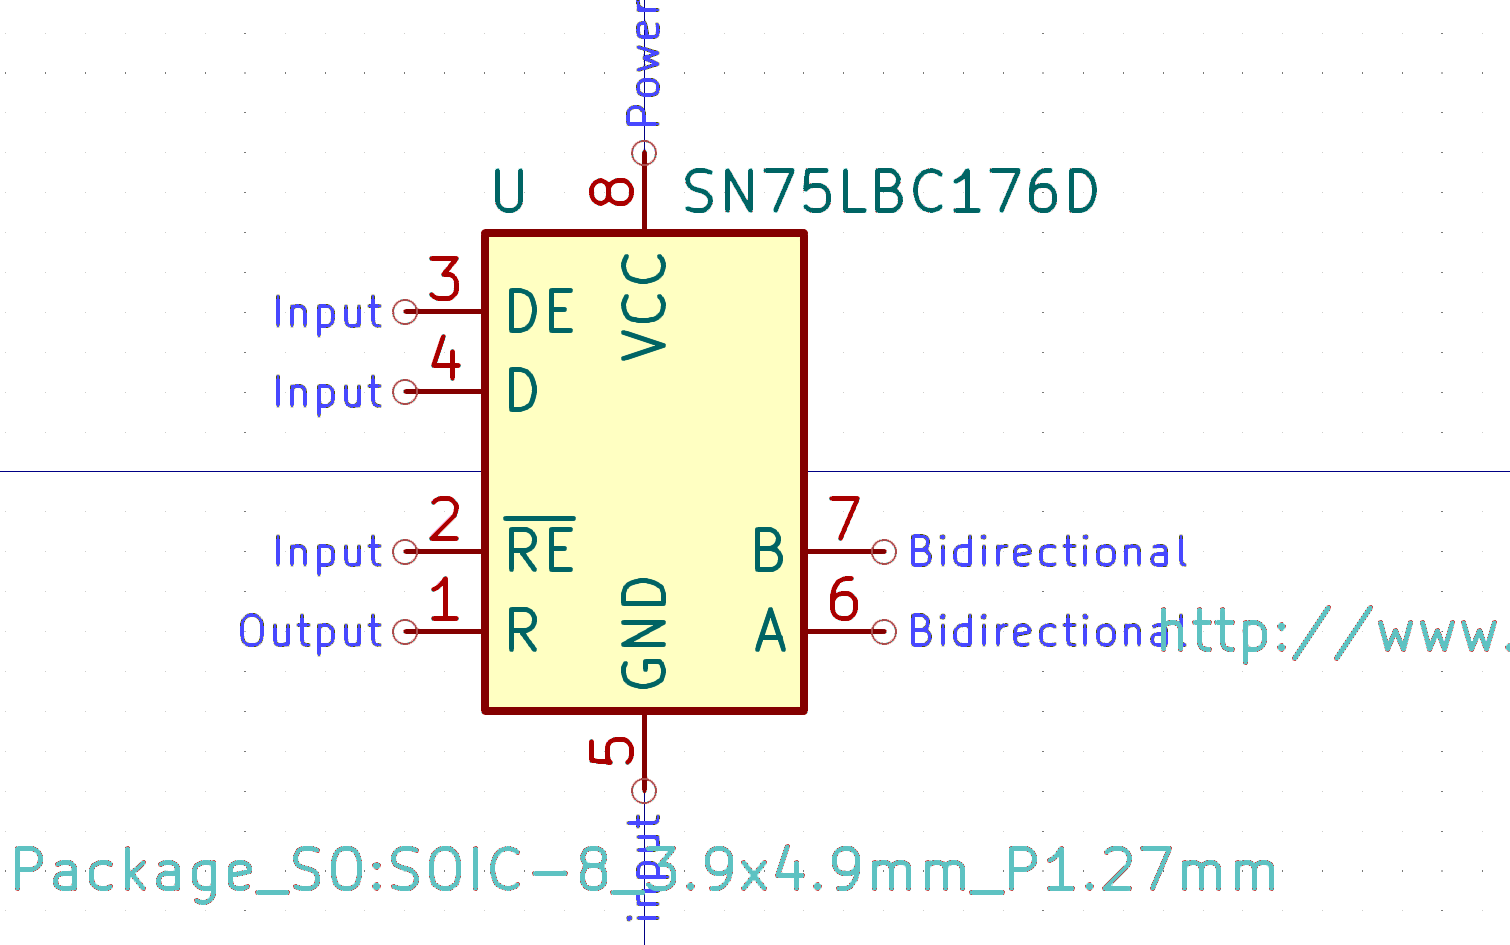 Power
U
8
SN75LBC176D
3
Input
DE
VCC
4
Input
D
2
Input
RE
B
7
Bidirectional
1
Output
R
GND
A
6
Bidirectional
http://www.
5
input
Package_SO:SOIC-8_3.9x4.9mm_P1.27mm